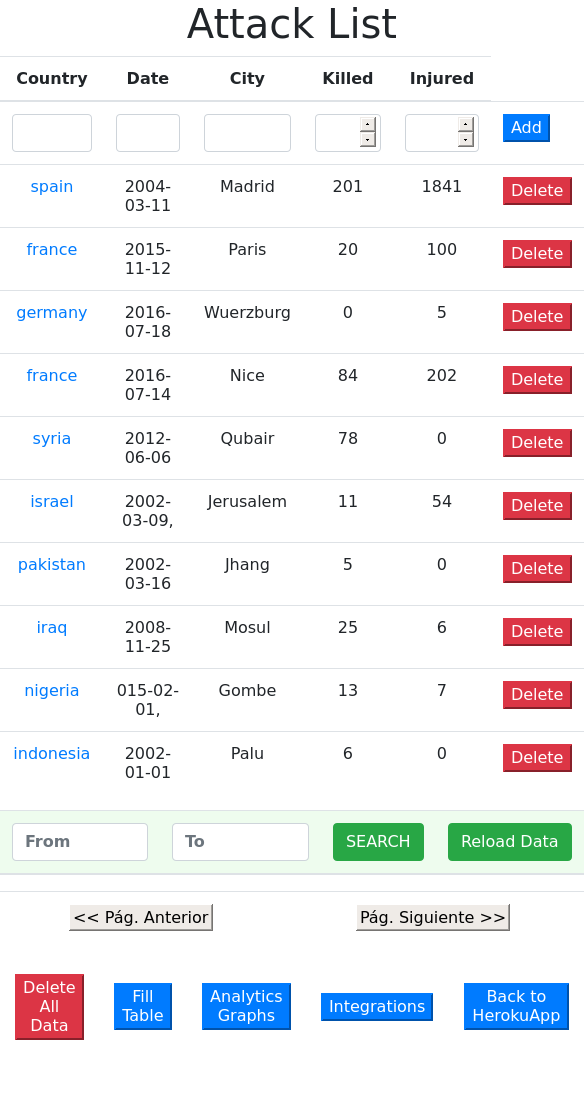 Attack List
Country Date City Killed Injured
Add
spain 2004-03-11 Madrid 201 1841 Delete
france 2015-11-12 Paris 20 100 Delete
germany 2016-07-18 Wuerzburg 0 5 Delete
france 2016-07-14 Nice 84 202 Delete
syria 2012-06-06 Qubair 78 0 Delete
israel 2002-03-09, Jerusalem 11 54 Delete
pakistan 2002-03-16 Jhang 5 0 Delete
iraq 2008-11-25 Mosul 25 6 Delete
nigeria 015-02-01, Gombe 13 7 Delete
indonesia 2002-01-01 Palu 6 0 Delete
From To SEARCH Reload Data
<< Pág. Anterior Pág. Siguiente >>
Delete All Data Fill Table Analytics Graphs Integrations Back to HerokuApp